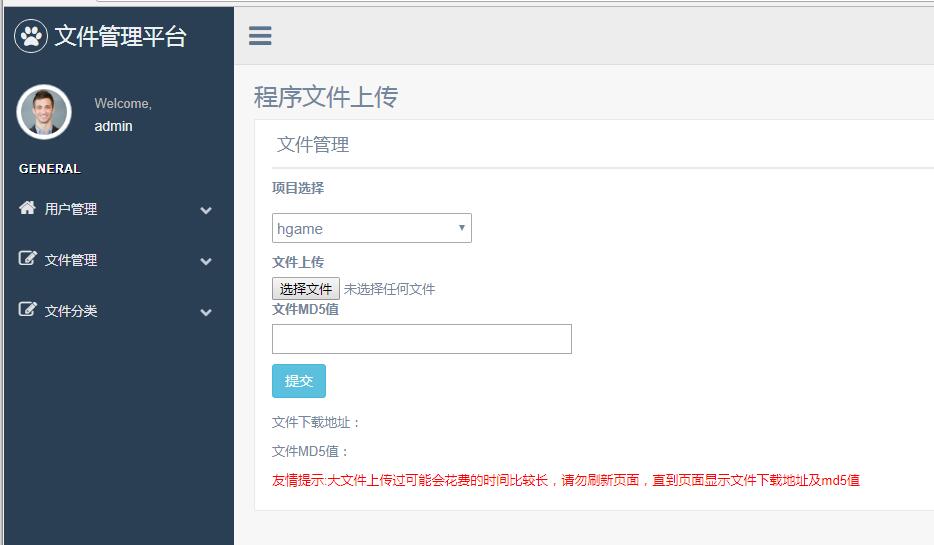 文件管理平台
Welcome,
admin
GENERAL
用户管理
文件管理
文件分类
程序文件上传
文件管理
项目选择
hgame
文件上传
选择文件 未选择任何文件
文件MD5值
提交
文件下载地址：
文件MD5值：
友情提示:大文件上传过可能会花费的时间比较长，请勿刷新页面，直到页面显示文件下载地址及md5值